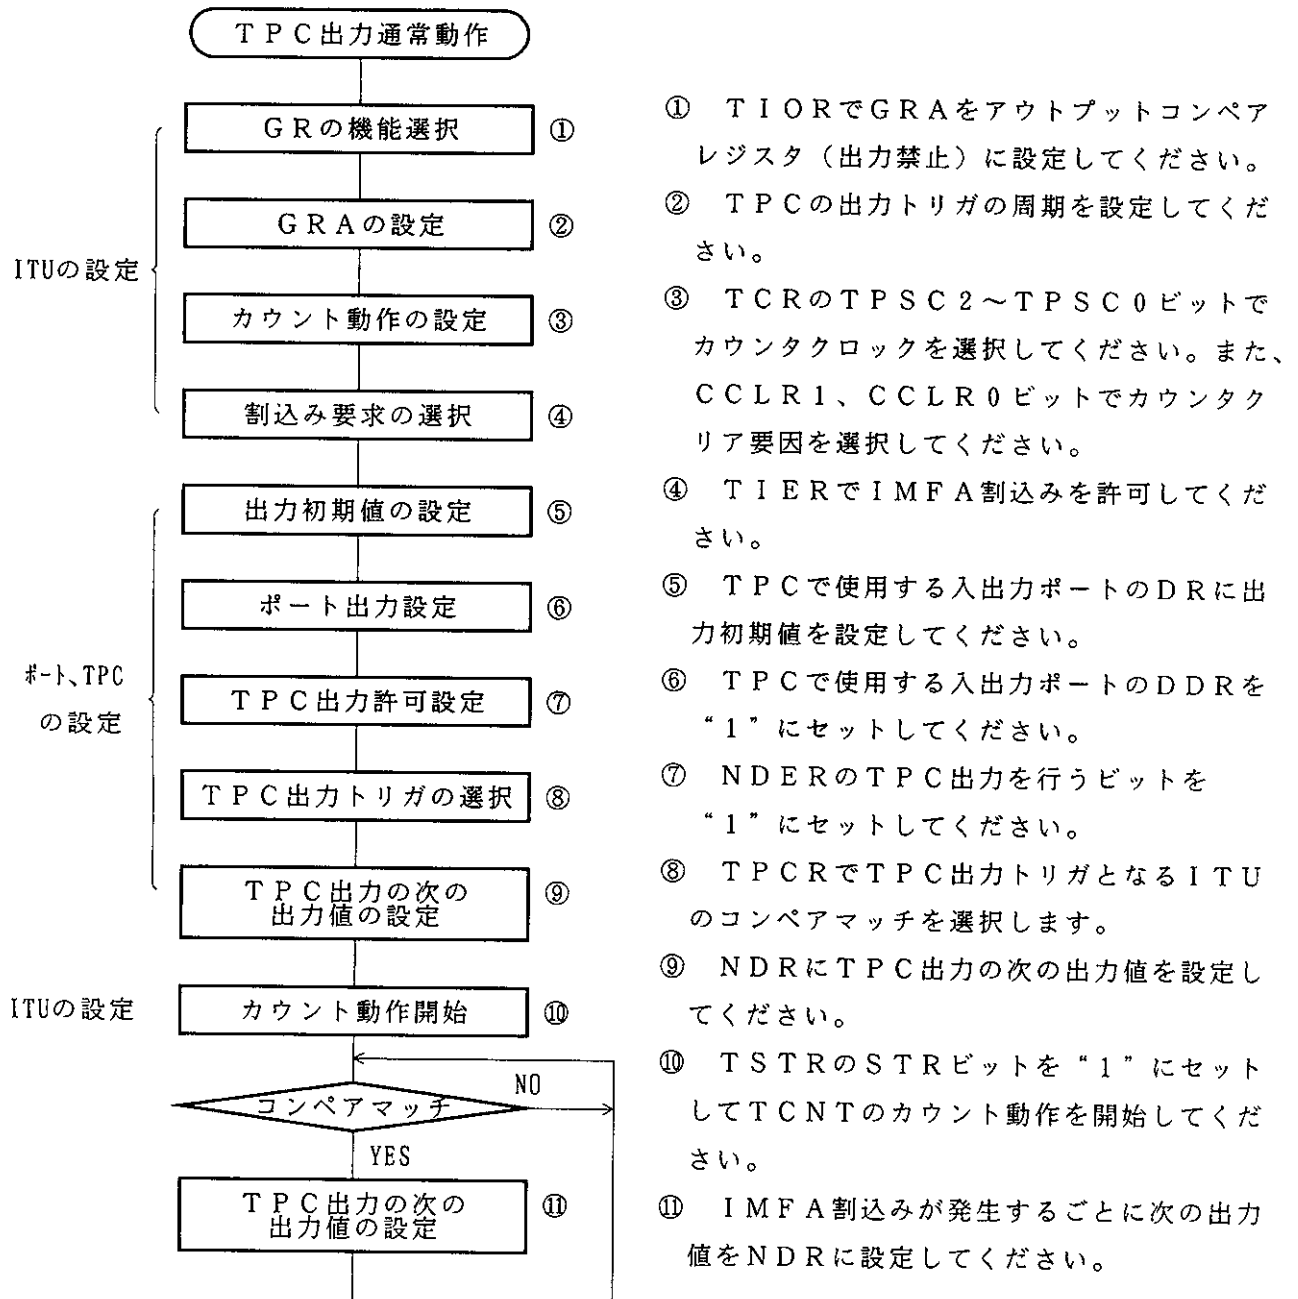 TPC出力通常動作
GRの機能選択 ①
GRAの設定 ②
ITUの設定
カウント動作の設定 ③
割込み要求の選択 ④
出力初期値の設定 ⑤
ポート出力設定 ⑥
ポート、TPC
の設定
TPC出力許可設定 ⑦
TPC出力トリガの選択 ⑧
TPC出力の次の
出力値の設定 ⑨
ITUの設定
カウント動作開始 ⑩
コンペアマッチ
NO
YES
TPC出力の次の
出力値の設定 ⑪
① TIORでGRAをアウトプットコンペア
レジスタ(出力禁止)に設定してください。
② TPCの出力トリガの周期を設定してくだ
さい。
③ TCRのTPSC2~TPSC0ビットで
カウンタクロックを選択してください。また、
CCLR1、CCLR0ビットでカウンタク
リア要因を選択してください。
④ TIERでIMFA割込みを許可してくだ
さい。
⑤ TPCで使用する入出力ポートのDRに出
力初期値を設定してください。
⑥ TPCで使用する入出力ポートのDDRを
“1”にセットしてください。
⑦ NDERのTPC出力を行うビットを
“1”にセットしてください。
⑧ TPCRでTPC出力トリガとなるITU
のコンペアマッチを選択します。
⑨ NDRにTPC出力の次の出力値を設定し
てください。
⑩ TSTRのSTRビットを“1”にセット
してTCNTのカウント動作を開始してくだ
さい。
⑪ IMFA割込みが発生するごとに次の出力
値をNDRに設定してください。